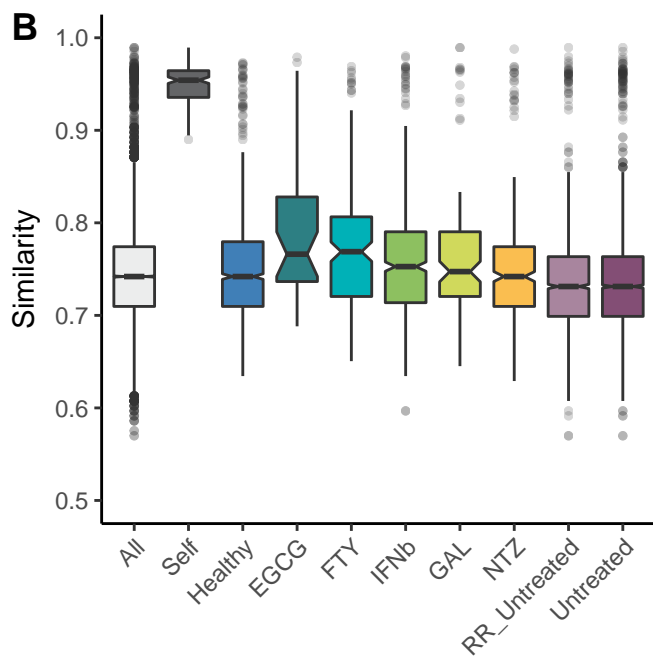 B
Similarity
1.0
0.9
0.8
0.7
0.6
0.5
All
Self
Healthy
EGCG
FTY
IFNb
GAL
NTZ
RR_Untreated
Untreated